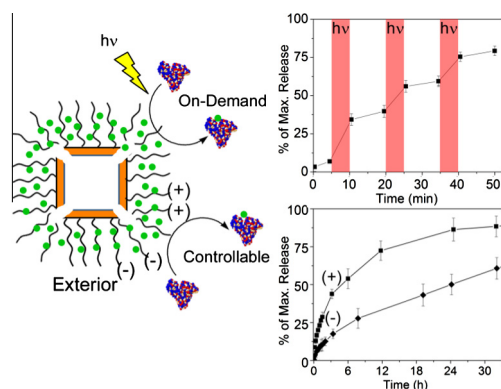 hν
On-Demand
(+)
(+)
(-)
(-)
Exterior
Controllable
100
75
50
25
0
% of Max. Release
hν
hν
hν
0
10
20
30
40
50
Time (min)
100
75
50
25
0
% of Max. Release
(+)
(-)
0
6
12
18
24
30
Time (h)